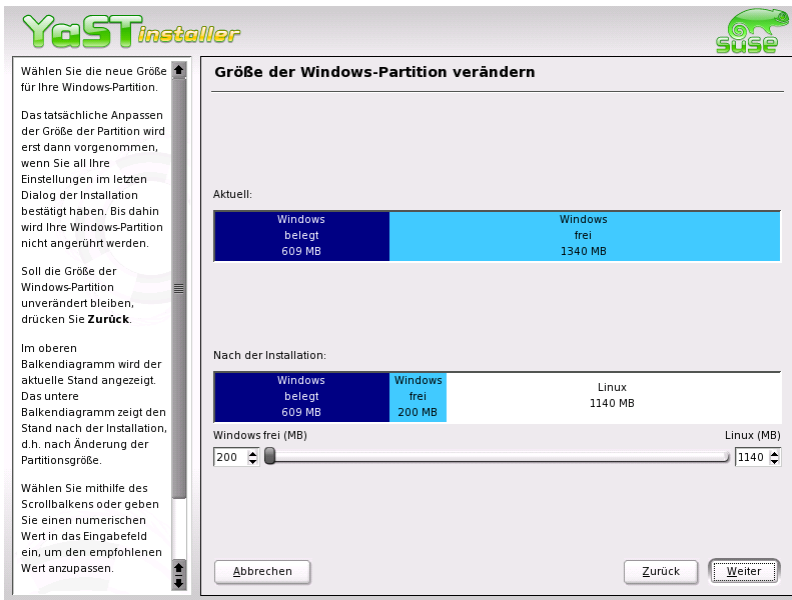 YaST installer
SUSE
Wählen Sie die neue Größe
für Ihre Windows-Partition.
Das tatsächliche Anpassen
der Größe der Partition wird
erst dann vorgenommen,
wenn Sie all Ihre
Einstellungen im letzten
Dialog der Installation
bestätigt haben. Bis dahin
wird Ihre Windows-Partition
nicht angerührt werden.
Soll die Größe der
Windows-Partition
unverändert bleiben,
drücken Sie Zurück.
Im oberen
Balkendiagramm wird der
aktuelle Stand angezeigt.
Das untere
Balkendiagramm zeigt den
Stand nach der Installation,
d.h. nach Änderung der
Partitionsgröße.
Wählen Sie mithilfe des
Scrollbalkens oder geben
Sie einen numerischen
Wert in das Eingabefeld
ein, um den empfohlenen
Wert anzupassen.
Größe der Windows-Partition verändern
Aktuell:
Windows
belegt
609 MB
Windows
frei
1340 MB
Nach der Installation:
Windows
belegt
609 MB
Windows
frei
200 MB
Linux
1140 MB
Windows frei (MB)
Linux (MB)
200
1140
Abbrechen
Zurück
Weiter